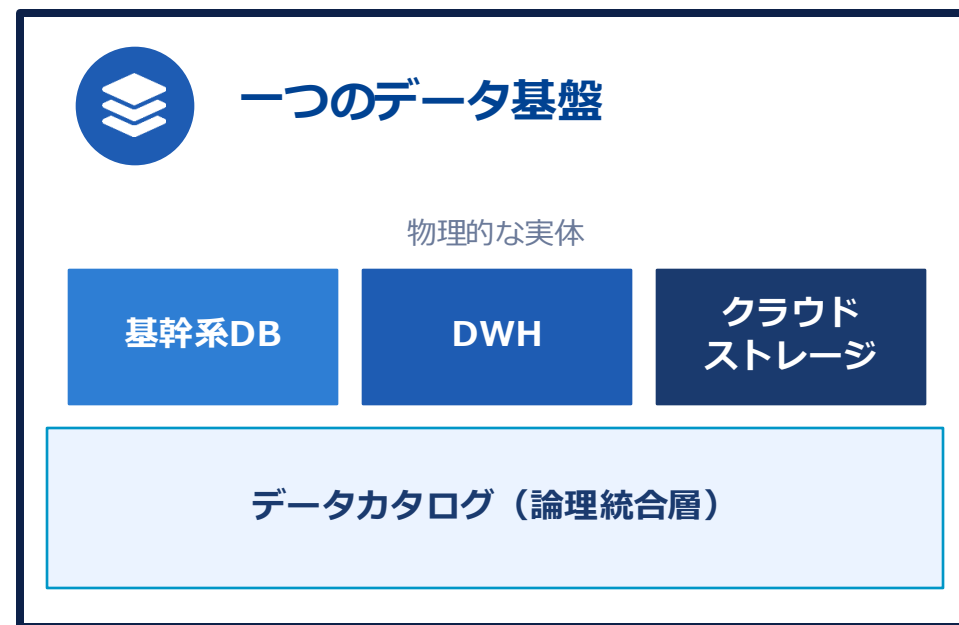 一つのデータ基盤
物理的な実体
基幹系DB
DWH
クラウド
ストレージ
データカタログ（論理統合層）